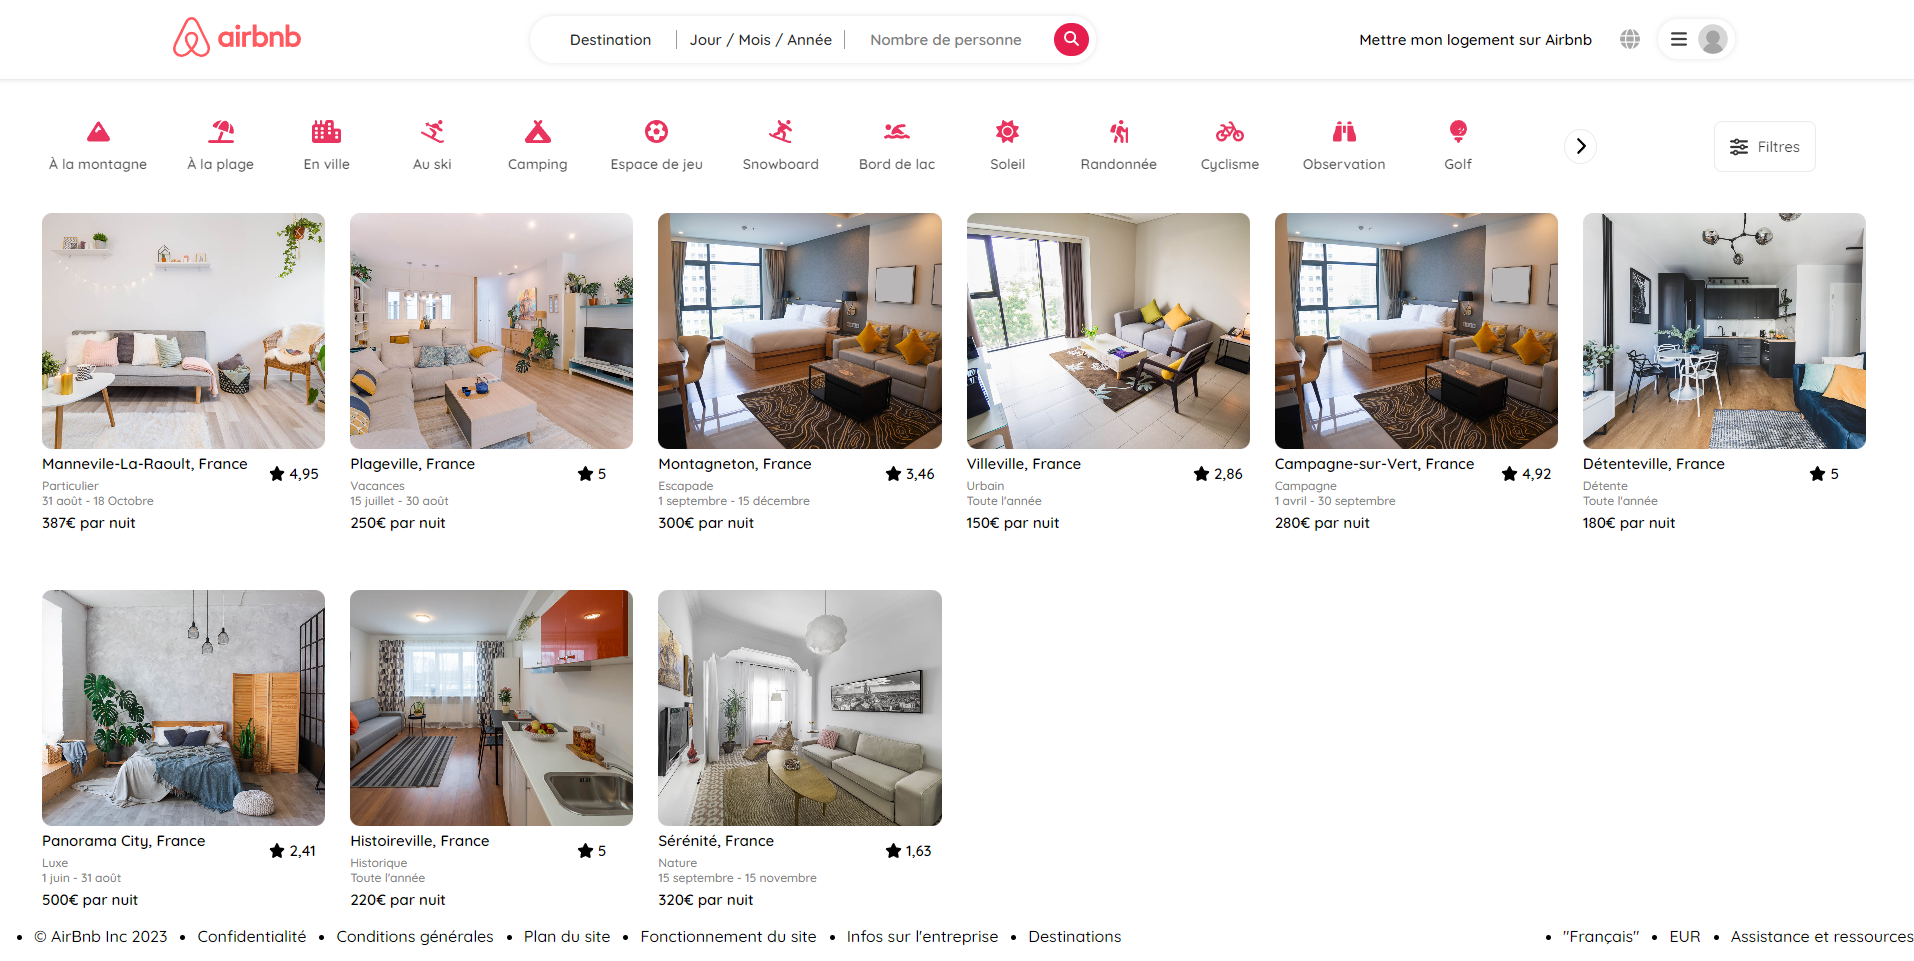 airbnb
Destination
Jour / Mois / Année
Nombre de personne
Mettre mon logement sur Airbnb
À la montagne
À la plage
En ville
Au ski
Camping
Espace de jeu
Snowboard
Bord de lac
Soleil
Randonnée
Cyclisme
Observation
Golf
Filtres
Mannevile-La-Raoult, France
4,95
Particulier
31 août - 18 Octobre
387€ par nuit
Plageville, France
5
Vacances
15 juillet - 30 août
250€ par nuit
Montagneton, France
3,46
Escapade
1 septembre - 15 décembre
300€ par nuit
Villeville, France
2,86
Urbain
Toute l'année
150€ par nuit
Campagne-sur-Vert, France
4,92
Campagne
1 avril - 30 septembre
280€ par nuit
Détenteville, France
5
Détente
Toute l'année
180€ par nuit
Panorama City, France
2,41
Luxe
1 juin - 31 août
500€ par nuit
Histoireville, France
5
Historique
Toute l'année
220€ par nuit
Sérénité, France
1,63
Nature
15 septembre - 15 novembre
320€ par nuit
• © AirBnb Inc 2023 • Confidentialité • Conditions générales • Plan du site • Fonctionnement du site • Infos sur l'entreprise • Destinations
• "Français" • EUR • Assistance et ressources